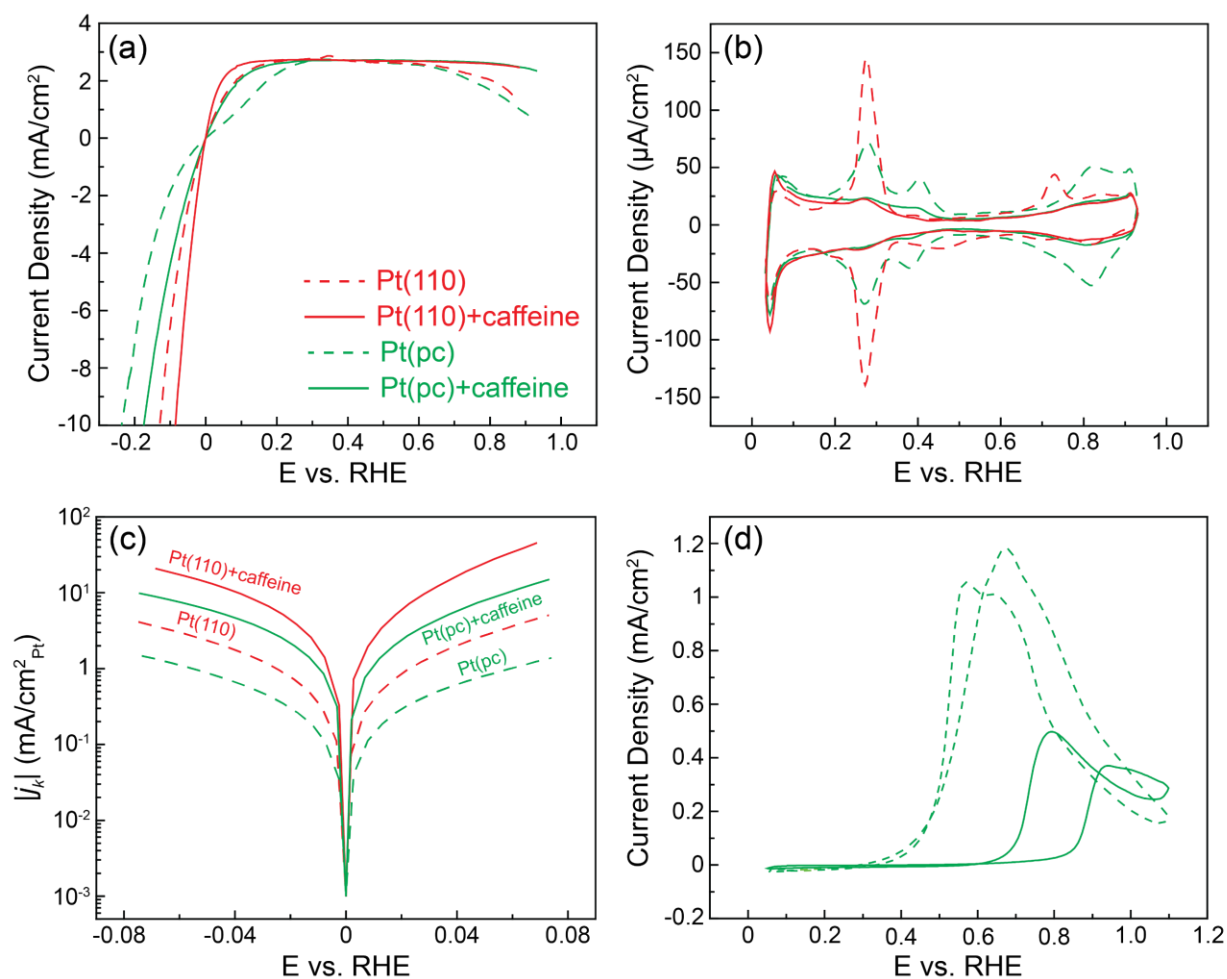 (a)
Current Density (mA/cm²)
4
2
0
-2
-4
-6
-8
-10
Pt(110)
Pt(110)+caffeine
Pt(pc)
Pt(pc)+caffeine
-0.2 0 0.2 0.4 0.6 0.8 1.0
E vs. RHE
(b)
Current Density (µA/cm²)
150
100
50
0
-50
-100
-150
0 0.2 0.4 0.6 0.8 1.0
E vs. RHE
(c)
|jₖ| (mA/cm²Pt)
10²
10¹
1
10⁻¹
10⁻²
10⁻³
Pt(110)+caffeine
Pt(110)
Pt(pc)+caffeine
Pt(pc)
-0.08 -0.04 0 0.04 0.08
E vs. RHE
(d)
Current Density (mA/cm²)
1.2
1.0
0.8
0.6
0.4
0.2
0
-0.2
0 0.2 0.4 0.6 0.8 1.0 1.2
E vs. RHE